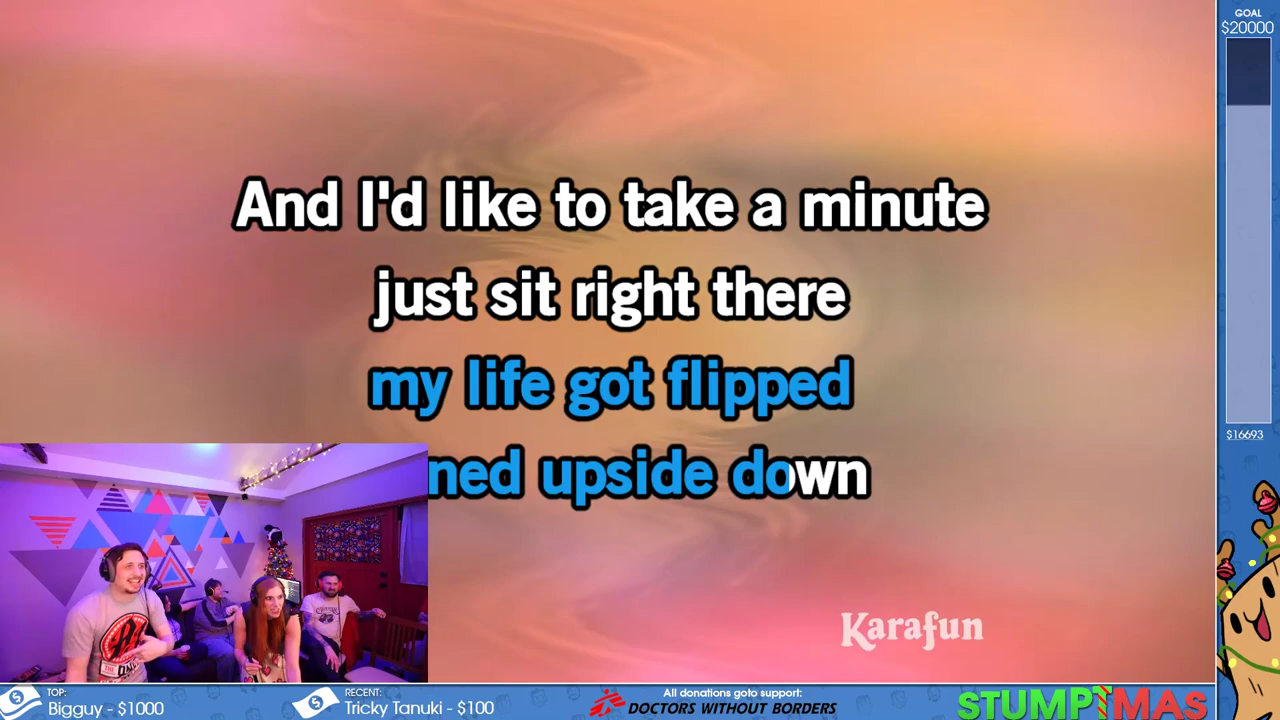 GOAL
$20000
And I'd like to take a minute
just sit right there
my life got flipped
ned upside down
$16693
Karafun
TOP:
Bigguy - $1000
RECENT:
Tricky Tanuki - $100
All donations goto support:
DOCTORS WITHOUT BORDERS
STUMPTMAS